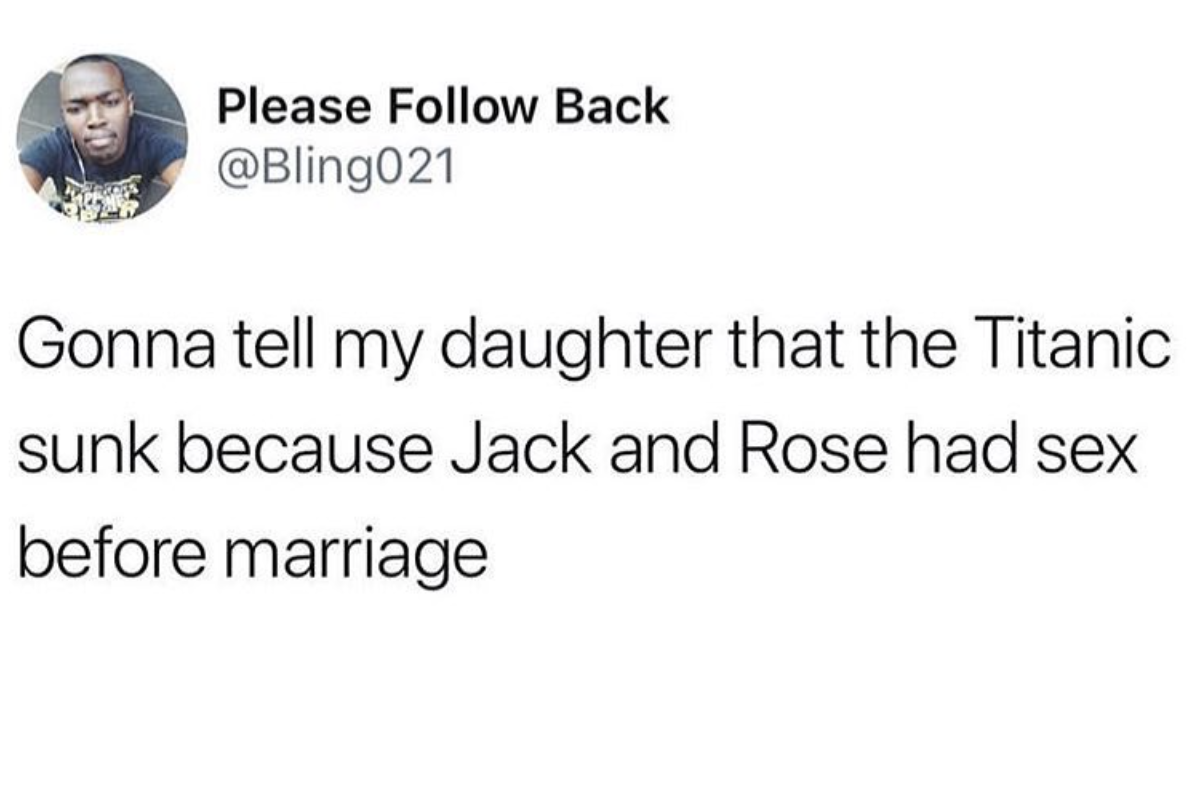 Please Follow Back
@Bling021
Gonna tell my daughter that the Titanic
sunk because Jack and Rose had sex
before marriage